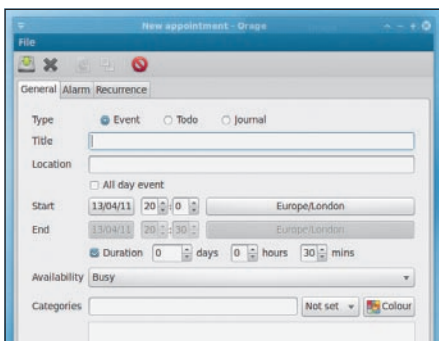 New appointment - Orage
File
General Alarm Recurrence
Type Event Todo Journal
Title
Location
All day event
Start 13/04/11 20 : 0 Europe/London
End 13/04/11 20 : 30 Europe/London
Duration 0 days 0 hours 30 mins
Availability Busy
Categories Not set Colour